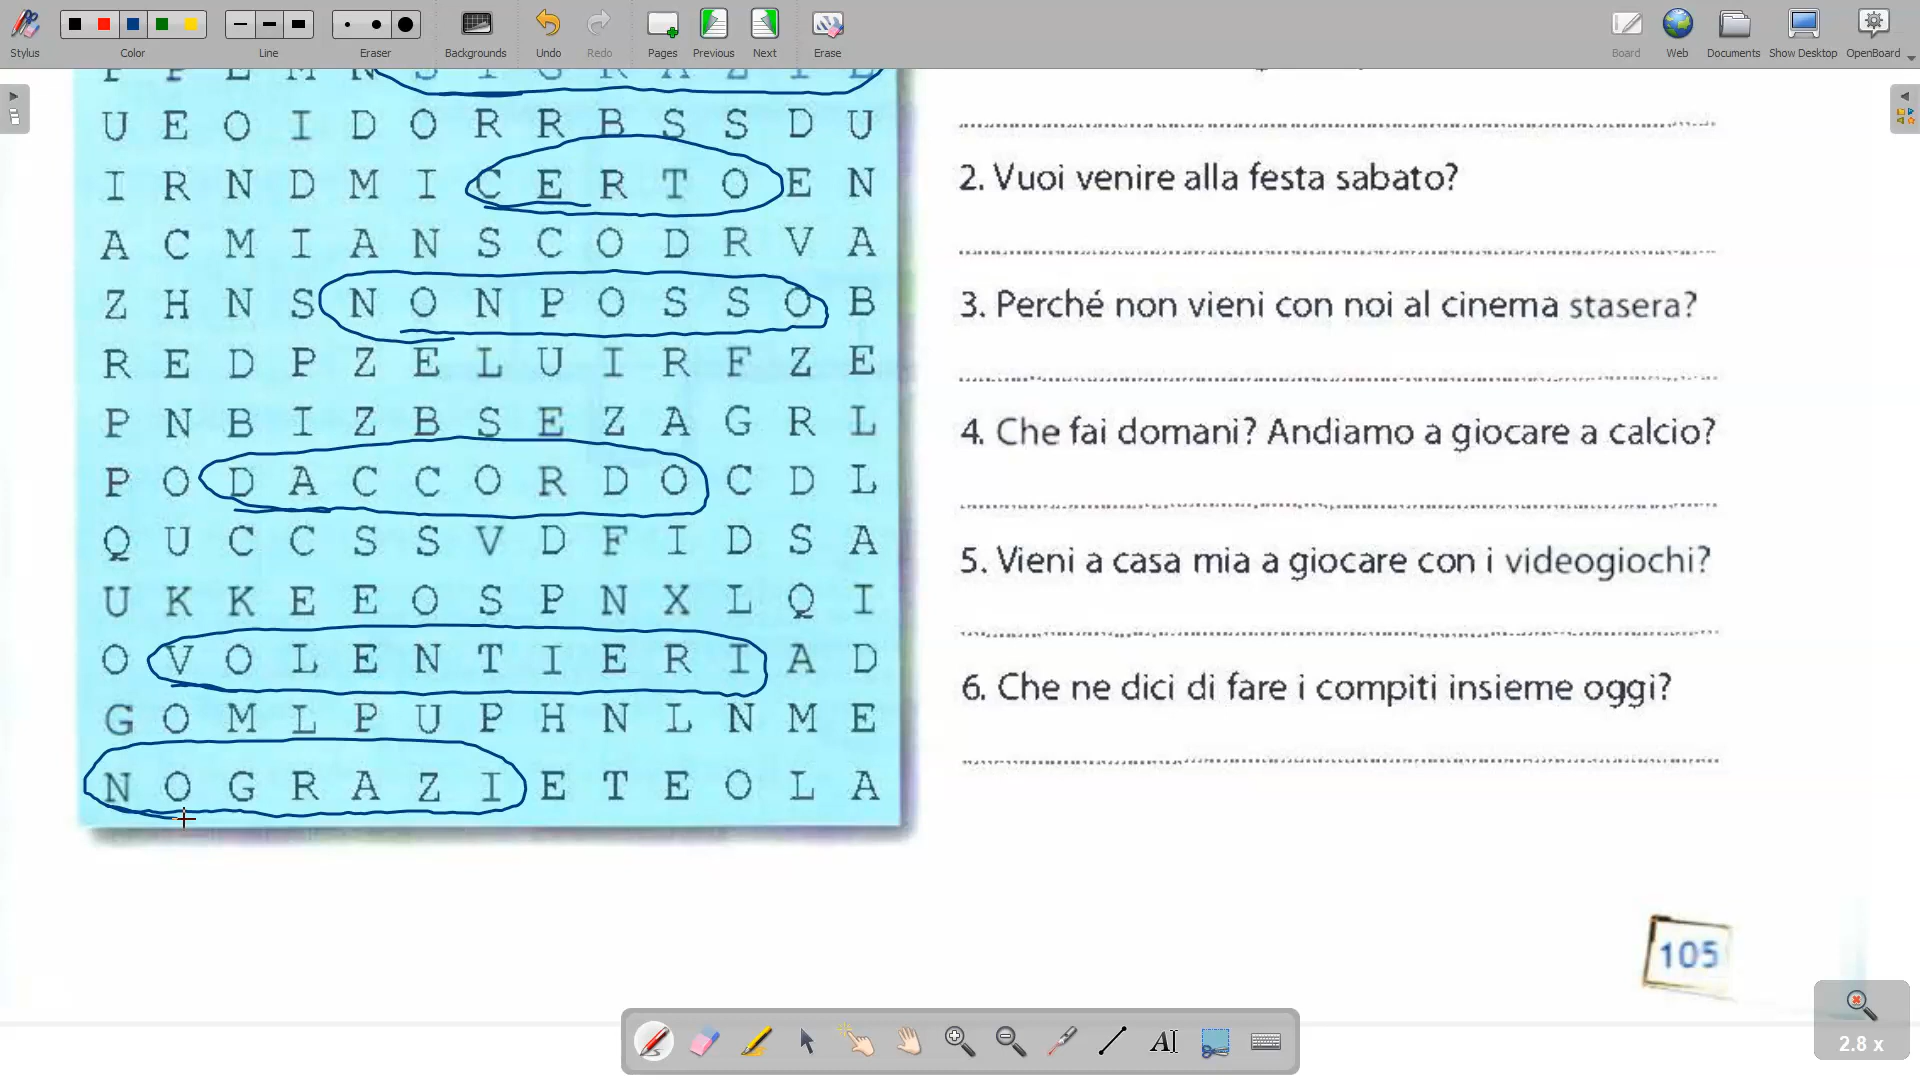 Stylus
Color
Line
Eraser
Backgrounds
Undo
Redo
Pages
Previous
Next
Erase
Board
Web
Documents
Show Desktop
OpenBoard
S I G R A Z I E
U E O I D O R R B S S D U
I R N D M I C E R T O E N
A C M I A N S C O D R V A
Z H N S N O N P O S S O B
R E D P Z E L U I R F Z E
P N B I Z B S E Z A G R L
P O D A C C O R D O C D L
Q U C C S S V D F I D S A
U K K E E O S P N X L Q I
O V O L E N T I E R I A D
G O M L P U P H N L N M E
N O G R A Z I E T E O L A
2. Vuoi venire alla festa sabato?
3. Perché non vieni con noi al cinema stasera?
4. Che fai domani? Andiamo a giocare a calcio?
5. Vieni a casa mia a giocare con i videogiochi?
6. Che ne dici di fare i compiti insieme oggi?
105
2.8 x